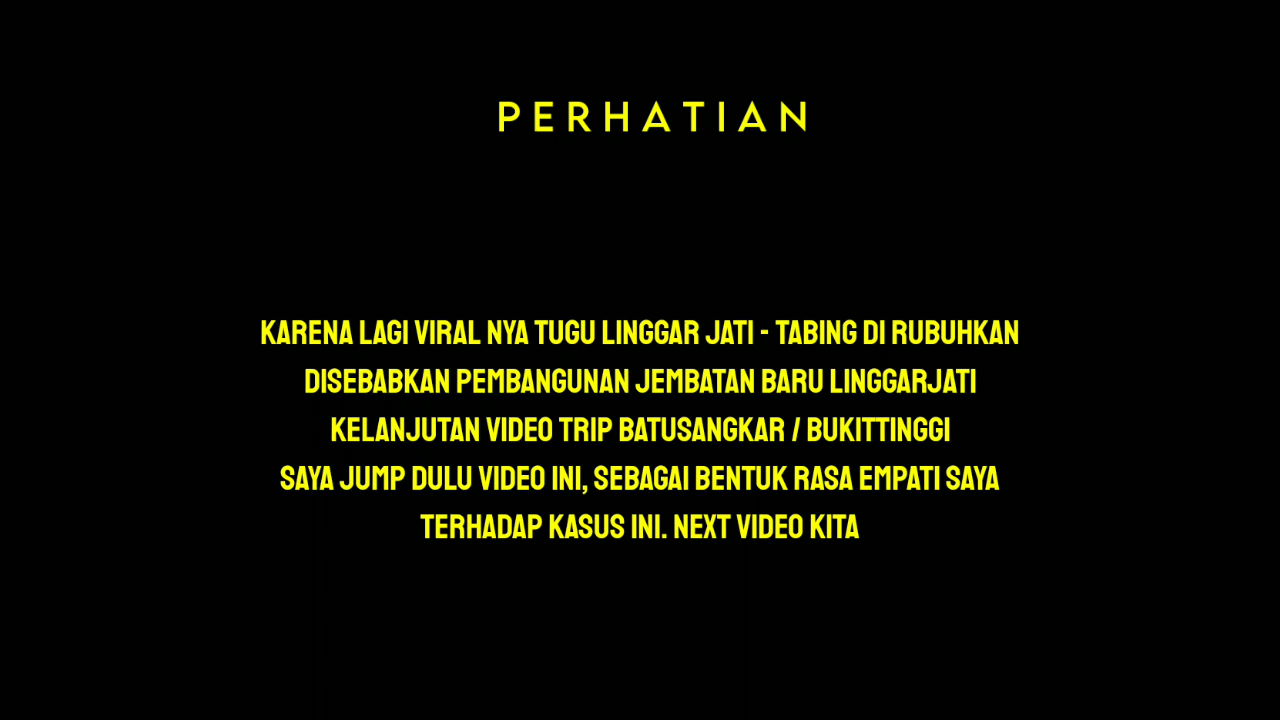 PERHATIAN
KARENA LAGI VIRAL NYA TUGU LINGGAR JATI - TABING DI RUBUHKAN
DISEBABKAN PEMBANGUNAN JEMBATAN BARU LINGGARJATI
KELANJUTAN VIDEO TRIP BATUSANGKAR / BUKITTINGGI
SAYA JUMP DULU VIDEO INI, SEBAGAI BENTUK RASA EMPATI SAYA
TERHADAP KASUS INI. NEXT VIDEO KITA